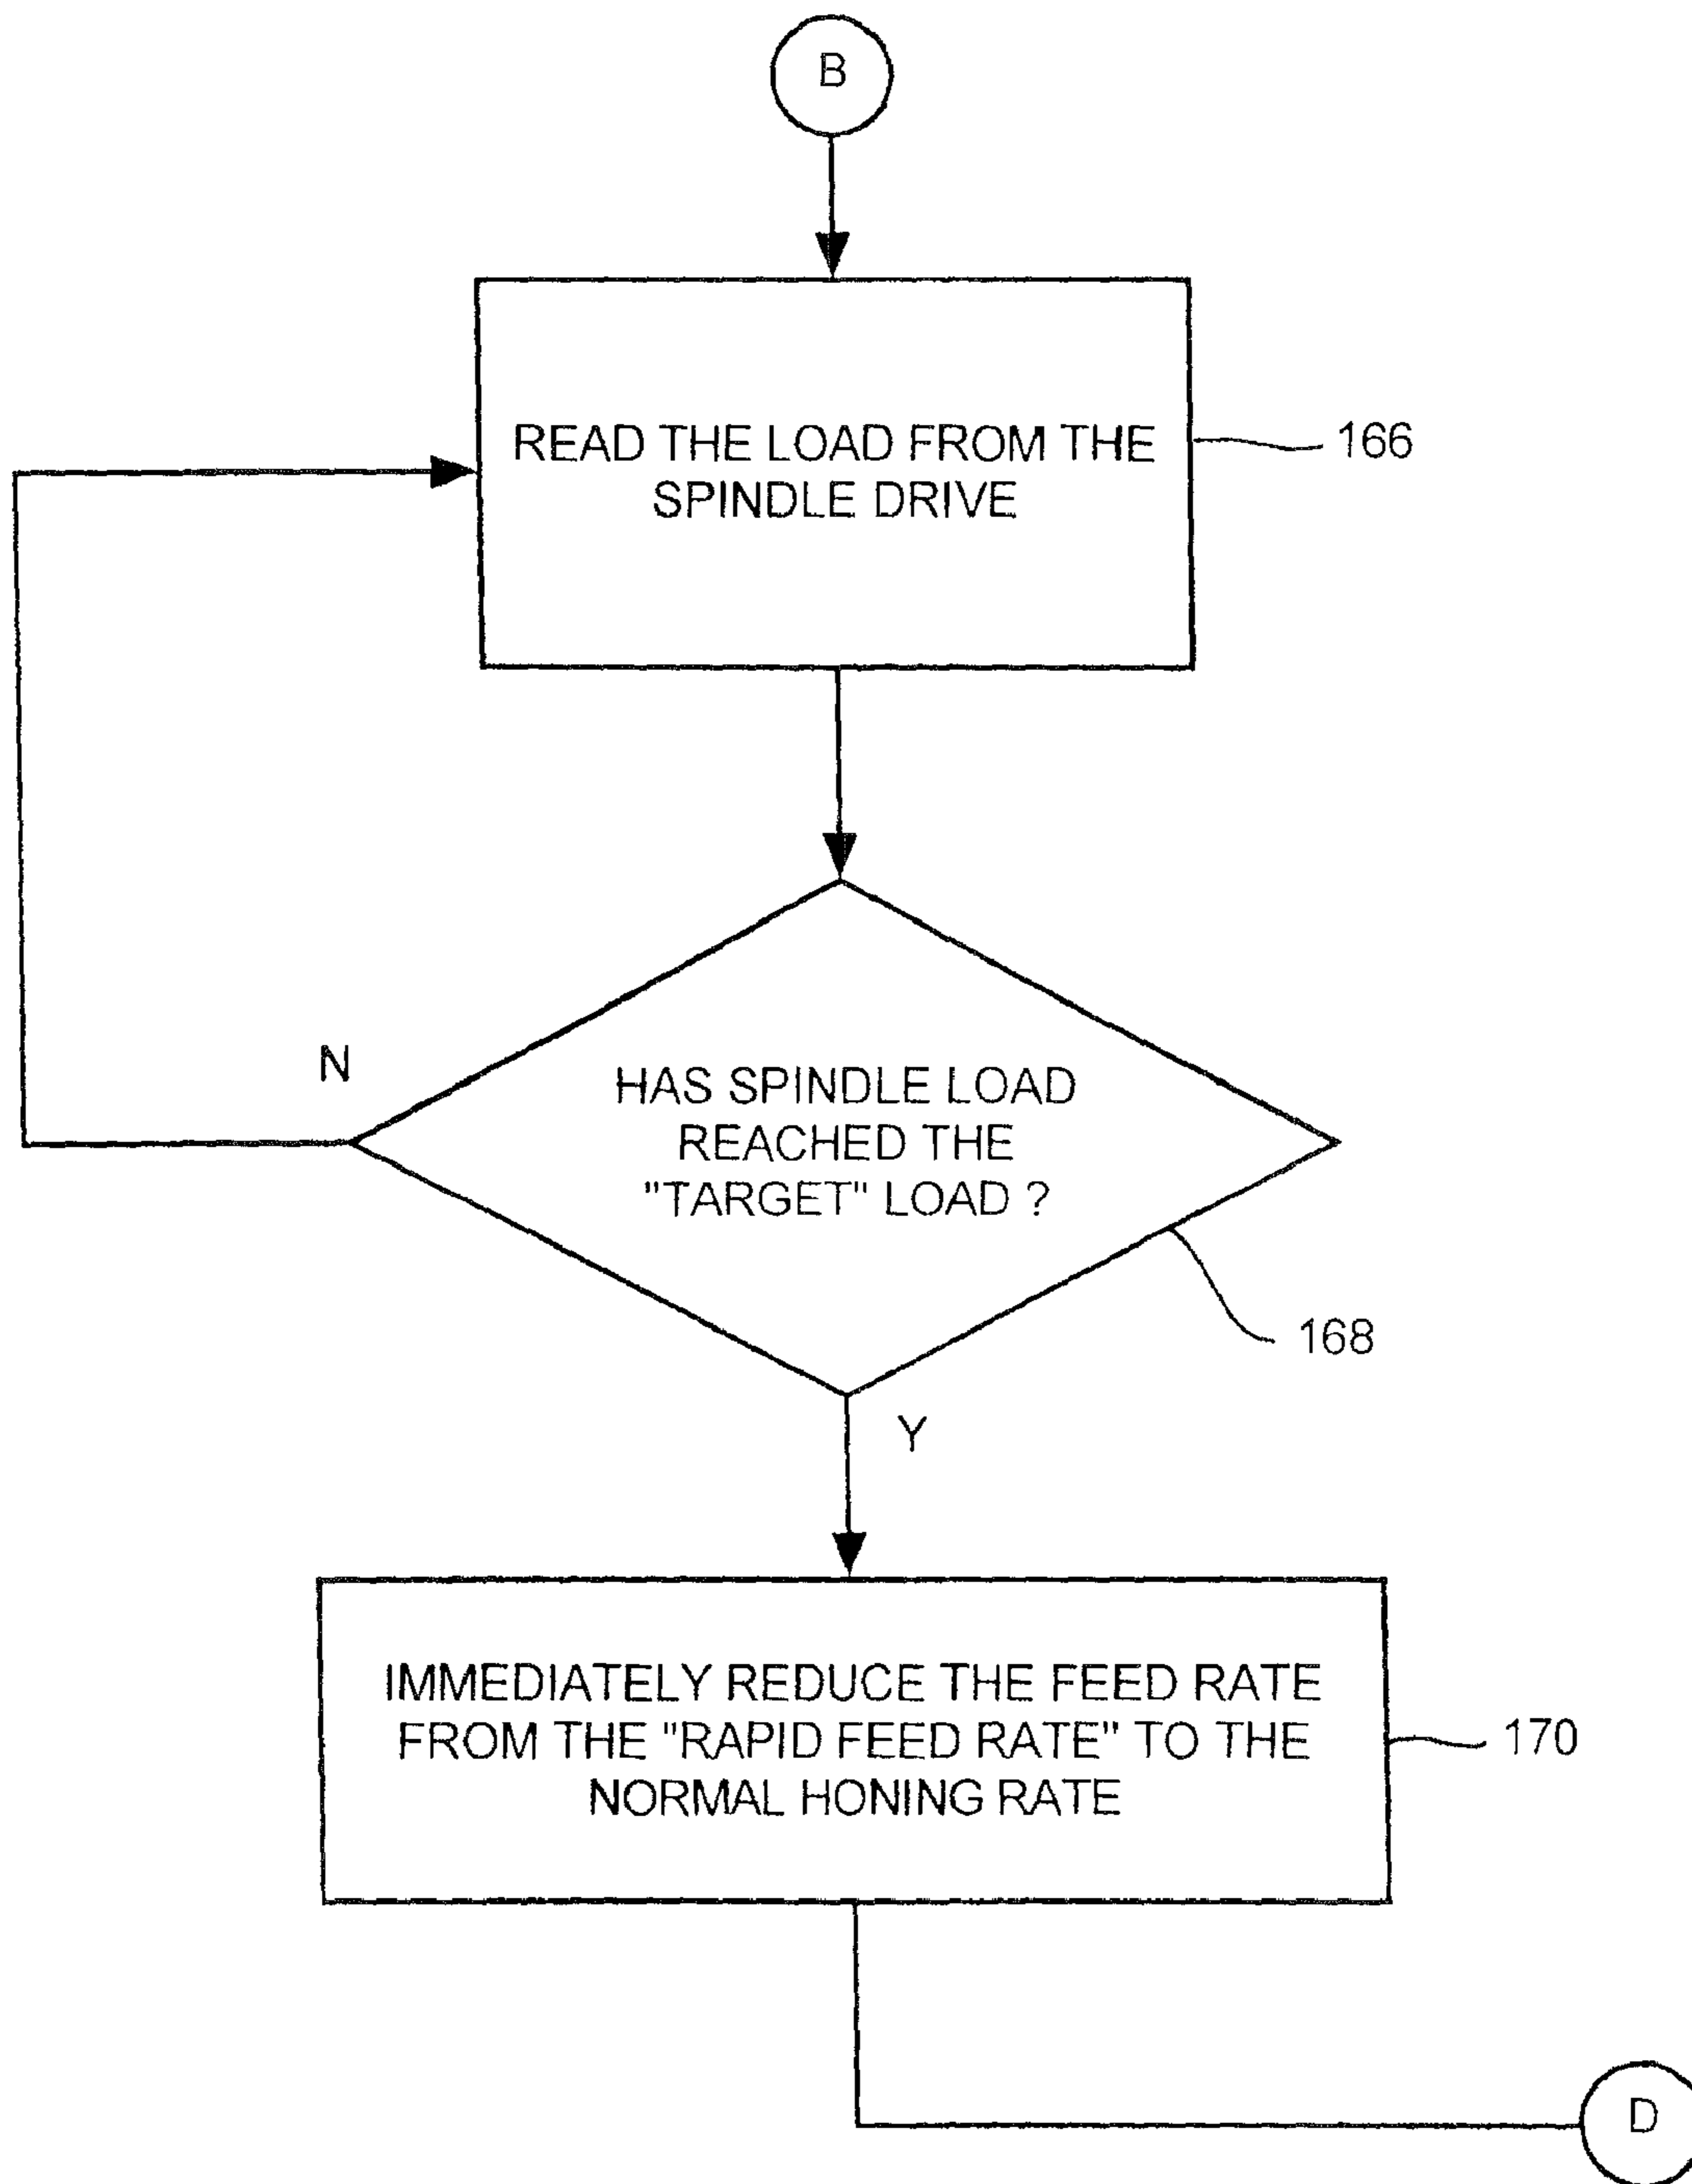 B
READ THE LOAD FROM THE
SPINDLE DRIVE
166
N
HAS SPINDLE LOAD
REACHED THE
"TARGET" LOAD ?
168
Y
IMMEDIATELY REDUCE THE FEED RATE
FROM THE "RAPID FEED RATE" TO THE
NORMAL HONING RATE
170
D